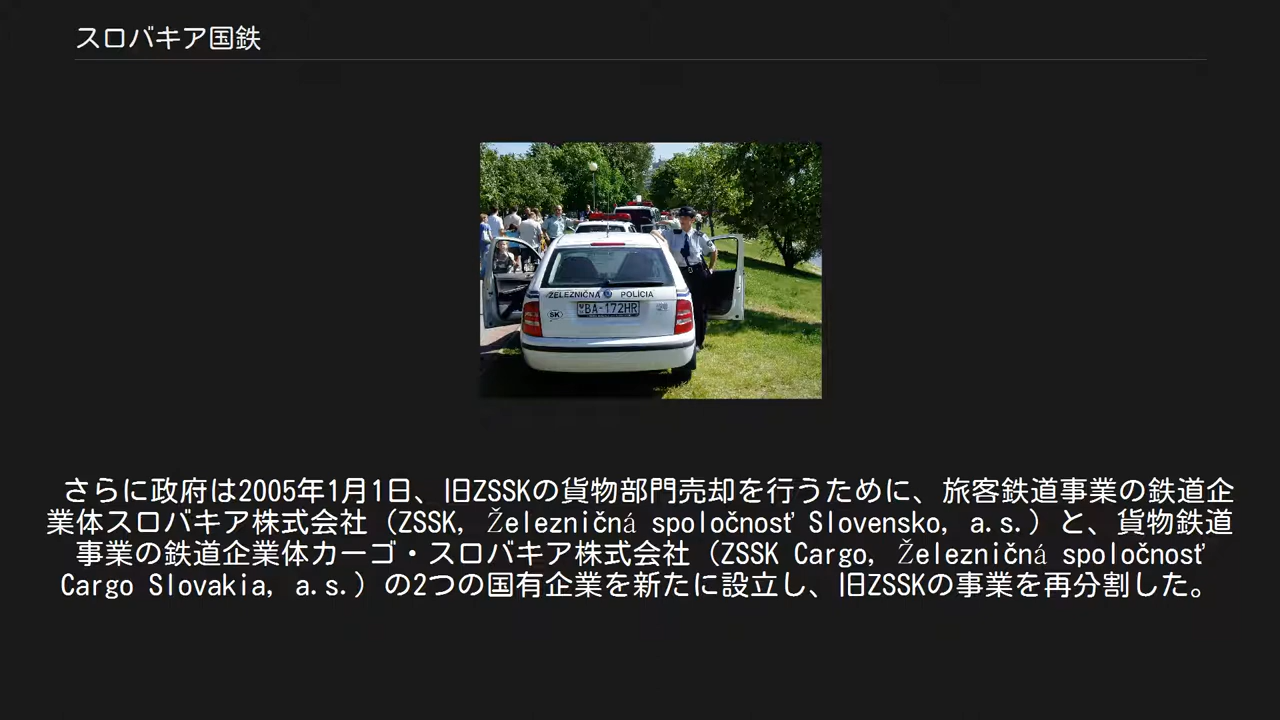 スロバキア国鉄
ŽELEZNIČNÁ POLÍCIA
SK
BA-172HR
さらに政府は2005年1月1日、旧ZSSKの貨物部門売却を行うために、旅客鉄道事業の鉄道企
業体スロバキア株式会社（ZSSK, Železničná spoločnosť Slovensko, a.s.）と、貨物鉄道
事業の鉄道企業体カーゴ・スロバキア株式会社（ZSSK Cargo, Železničná spoločnosť
Cargo Slovakia, a.s.）の2つの国有企業を新たに設立し、旧ZSSKの事業を再分割した。